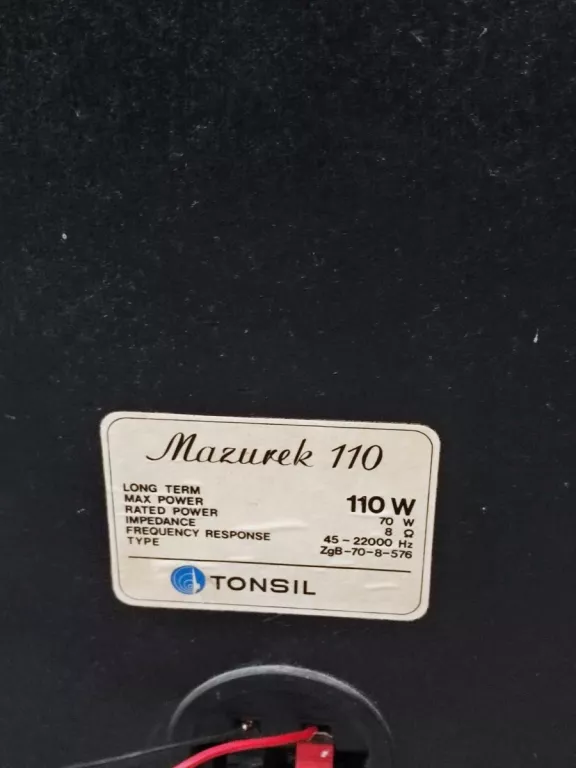 Mazurek 110
LONG TERM
MAX POWER 110 W
RATED POWER 70 W
IMPEDANCE 8 Ω
FREQUENCY RESPONSE 45-22000 Hz
TYPE ZgB-70-8-576
TONSIL